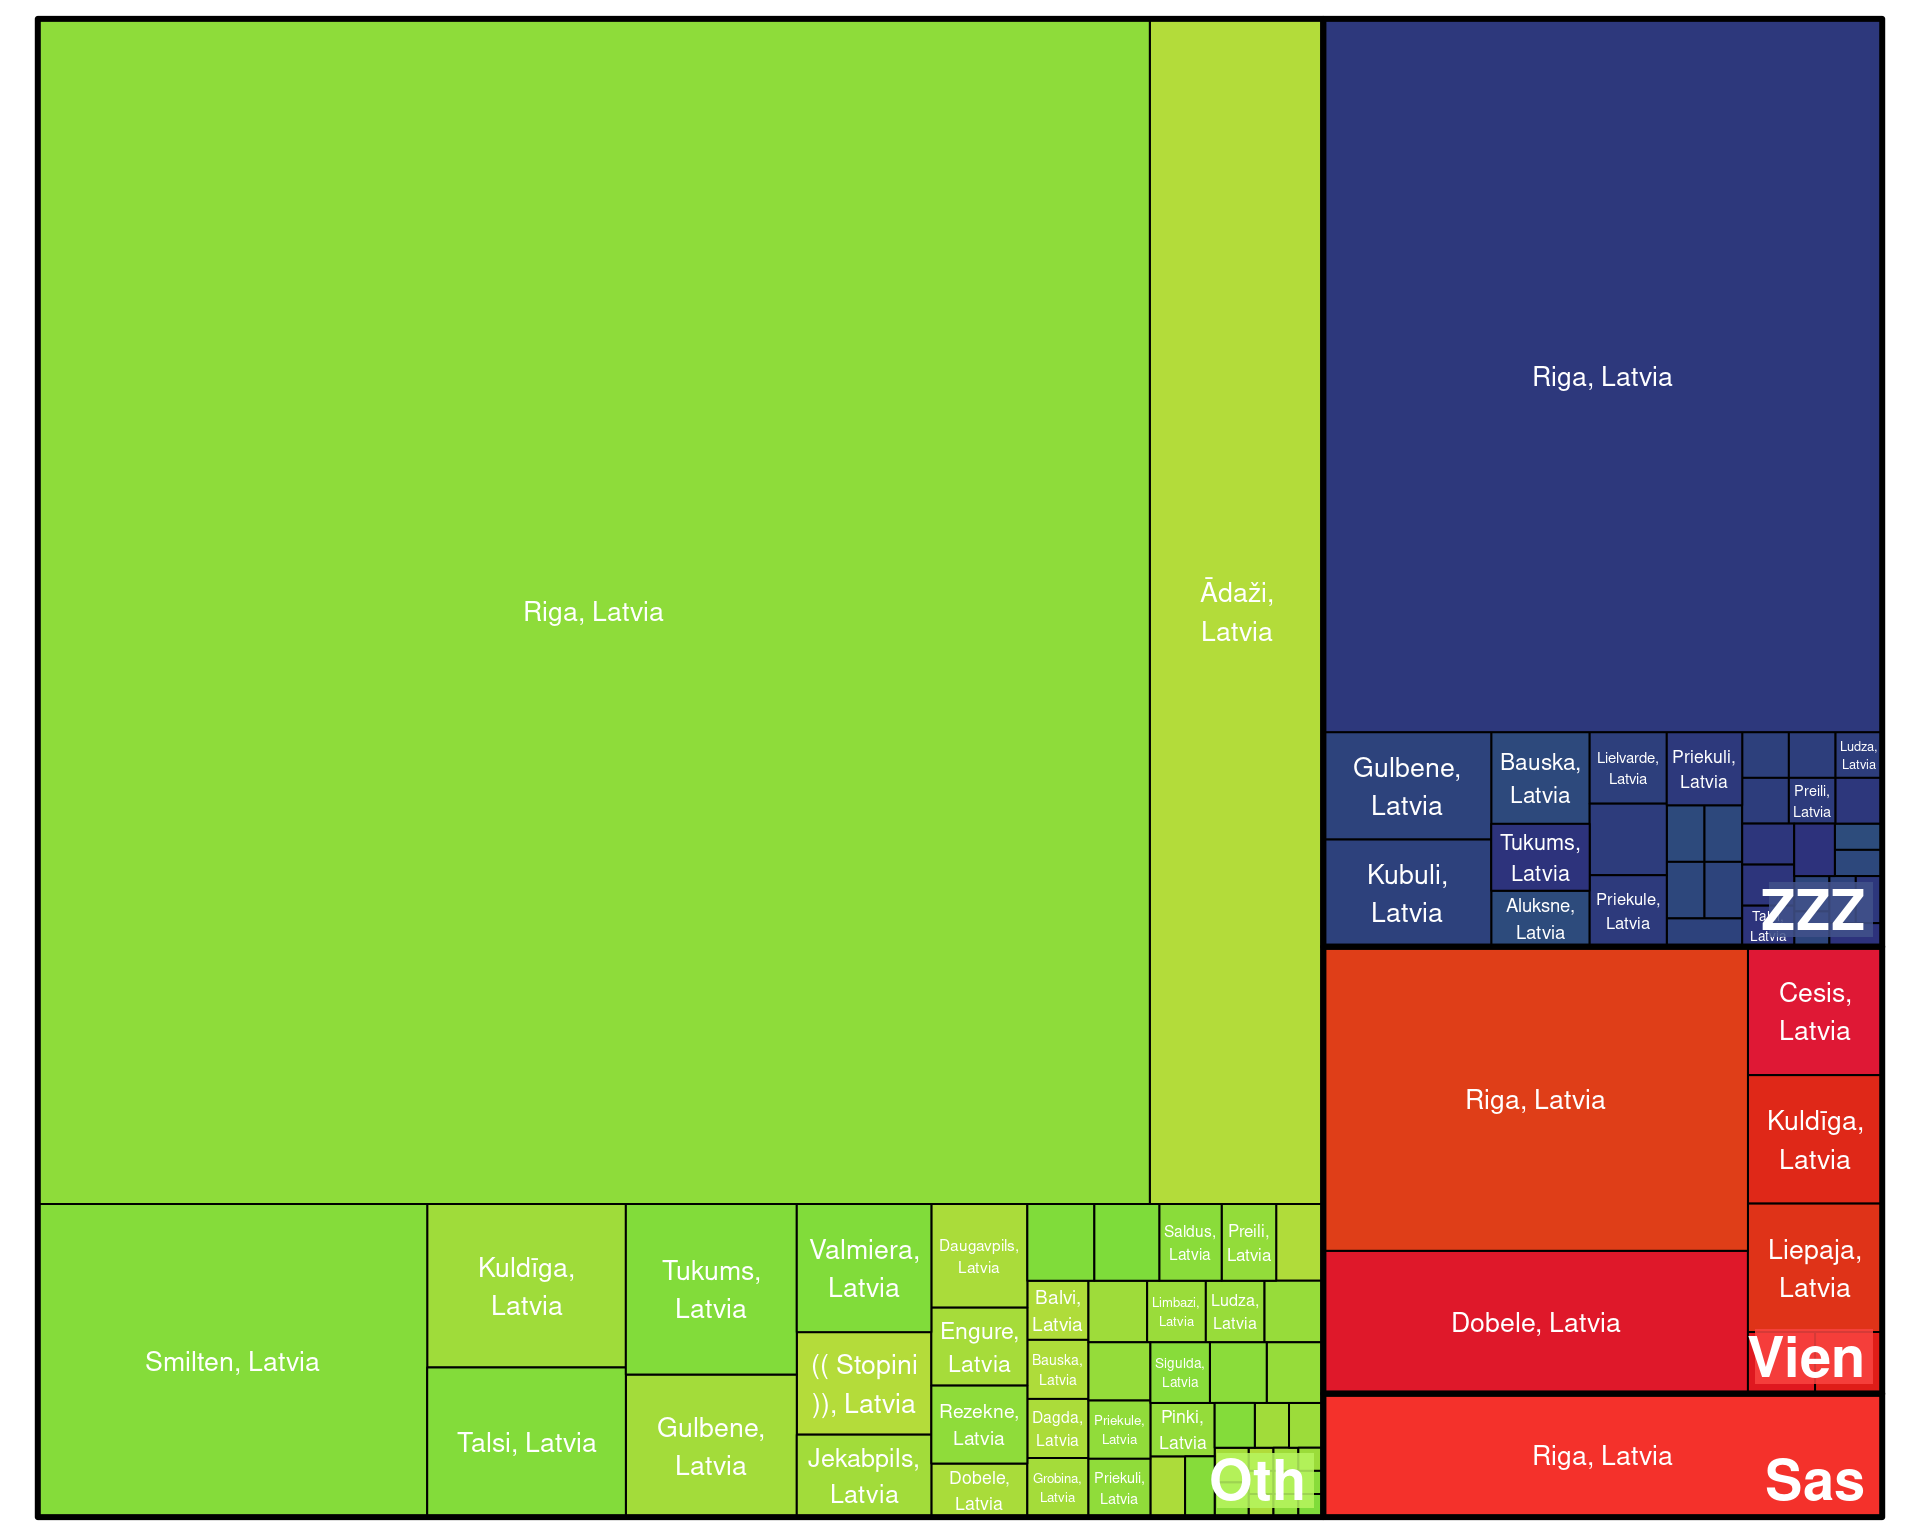 Riga, Latvia
Ādaži,
Latvia
Smilten, Latvia
Kuldīga,
Latvia
Talsi, Latvia
Tukums,
Latvia
Gulbene,
Latvia
Valmiera,
Latvia
(( Stopini
)), Latvia
Jekabpils,
Latvia
Daugavpils,
Latvia
Engure,
Latvia
Rezekne,
Latvia
Dobele,
Latvia
Balvi,
Latvia
Bauska,
Latvia
Dagda,
Latvia
Grobina,
Latvia
Priekule,
Latvia
Priekuli,
Latvia
Saldus,
Latvia
Preili,
Latvia
Limbazi,
Latvia
Ludza,
Latvia
Sigulda,
Latvia
Pinki,
Latvia
Oth
Riga, Latvia
Gulbene,
Latvia
Kubuli,
Latvia
Bauska,
Latvia
Tukums,
Latvia
Aluksne,
Latvia
Lielvarde,
Latvia
Priekule,
Latvia
Priekuli,
Latvia
Ludza,
Latvia
Preili,
Latvia
Latvia
ZZZ
Riga, Latvia
Dobele, Latvia
Cesis,
Latvia
Kuldīga,
Latvia
Liepaja,
Latvia
Vien
Riga, Latvia
Sas